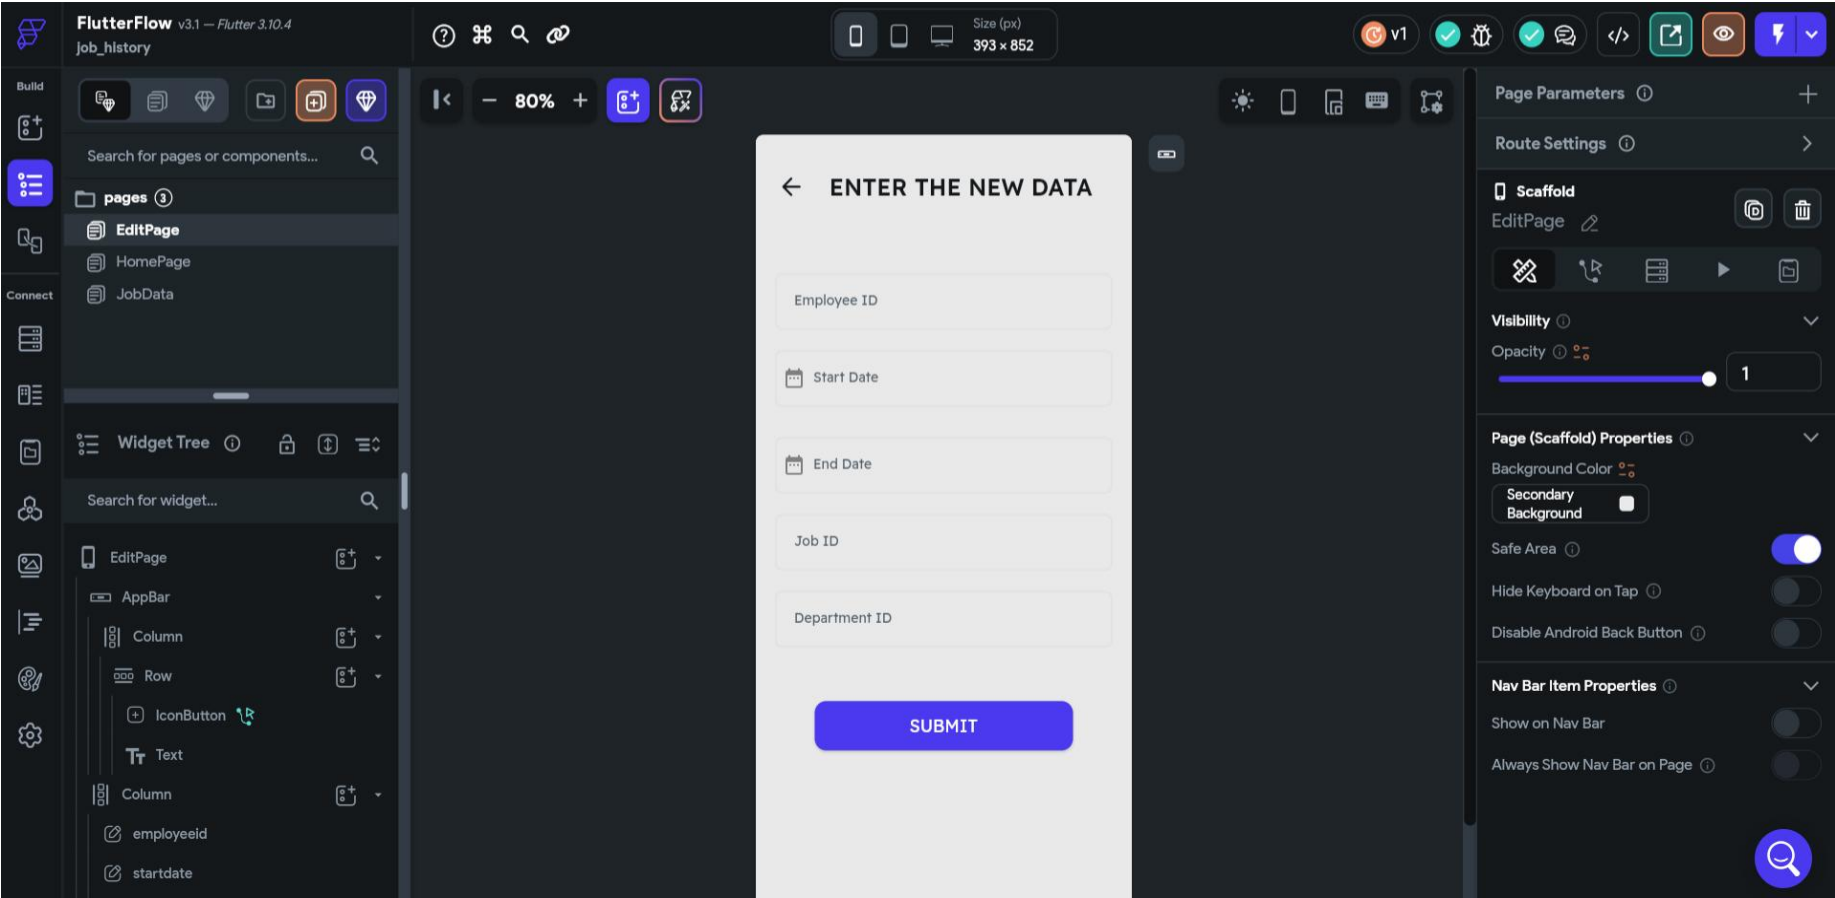 FlutterFlow v3.1 — Flutter 3.10.4
job_history
Size (px)
393 × 852
v1
Build
Connect
Search for pages or components...
pages 3
EditPage
HomePage
JobData
Widget Tree
Search for widget...
EditPage
AppBar
Column
Row
IconButton
Text
Column
employeeid
startdate
80%
ENTER THE NEW DATA
Employee ID
Start Date
End Date
Job ID
Department ID
SUBMIT
Page Parameters
Route Settings
Scaffold
EditPage
Visibility
Opacity
1
Page (Scaffold) Properties
Background Color
Secondary
Background
Safe Area
Hide Keyboard on Tap
Disable Android Back Button
Nav Bar Item Properties
Show on Nav Bar
Always Show Nav Bar on Page